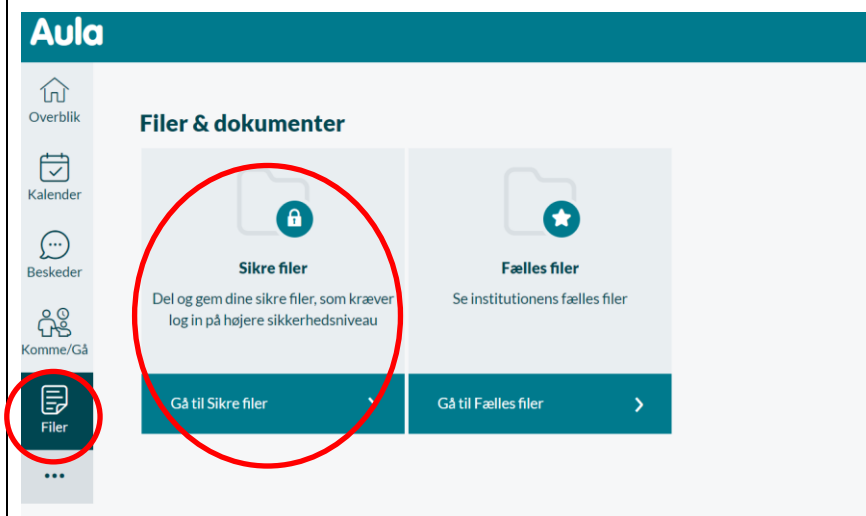 Aula
Overblik
Kalender
Beskeder
Komme/Gå
Filer
Filer & dokumenter
Sikre filer
Del og gem dine sikre filer, som kræver
log in på højere sikkerhedsniveau
Gå til Sikre filer
Fælles filer
Se institutionens fælles filer
Gå til Fælles filer